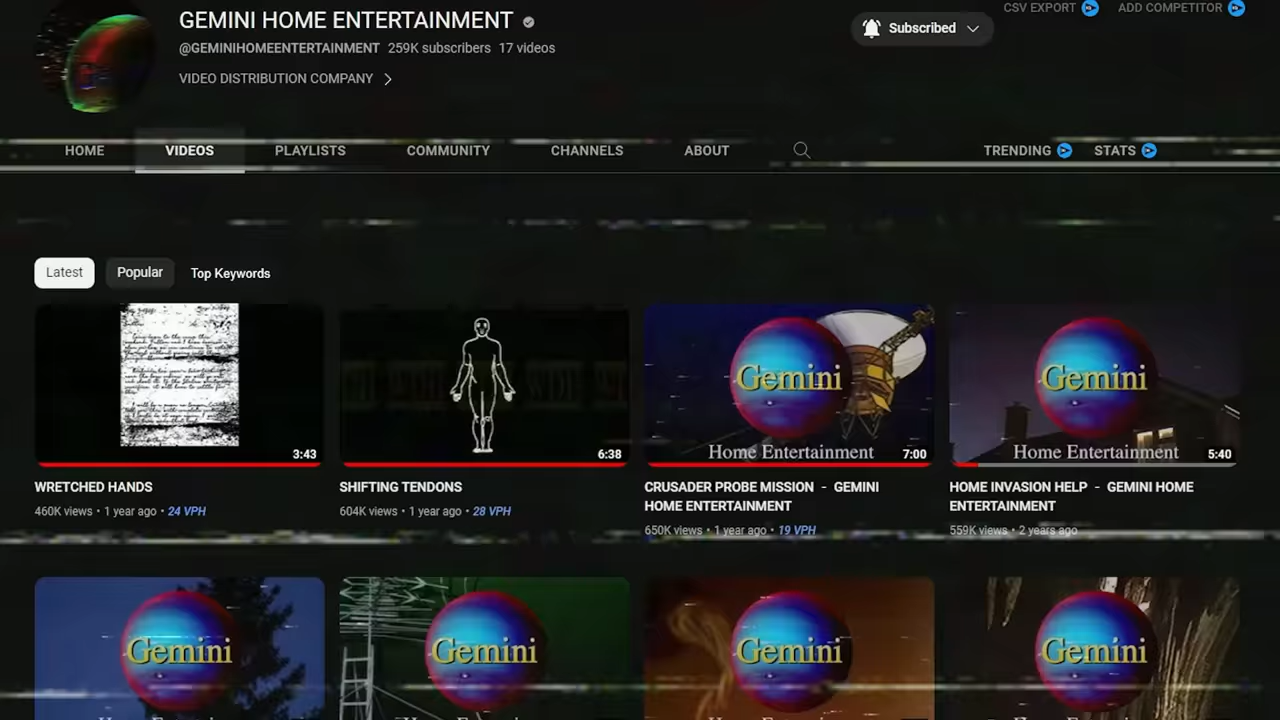 GEMINI HOME ENTERTAINMENT
CSV EXPORT ADD COMPETITOR
@GEMINIHOMEENTERTAINMENT 259K subscribers 17 videos
Subscribed
VIDEO DISTRIBUTION COMPANY
HOME VIDEOS PLAYLISTS COMMUNITY CHANNELS ABOUT TRENDING STATS
Latest Popular Top Keywords
Gemini Gemini
Home Entertainment Home Entertainment
3:43 6:38 7:00 5:40
WRETCHED HANDS
460K views • 1 year ago • 24 VPH
SHIFTING TENDONS
604K views • 1 year ago • 28 VPH
CRUSADER PROBE MISSION - GEMINI
HOME ENTERTAINMENT
650K views • 1 year ago • 19 VPH
HOME INVASION HELP - GEMINI HOME
ENTERTAINMENT
559K views • 2 years ago
Gemini Gemini Gemini Gemini